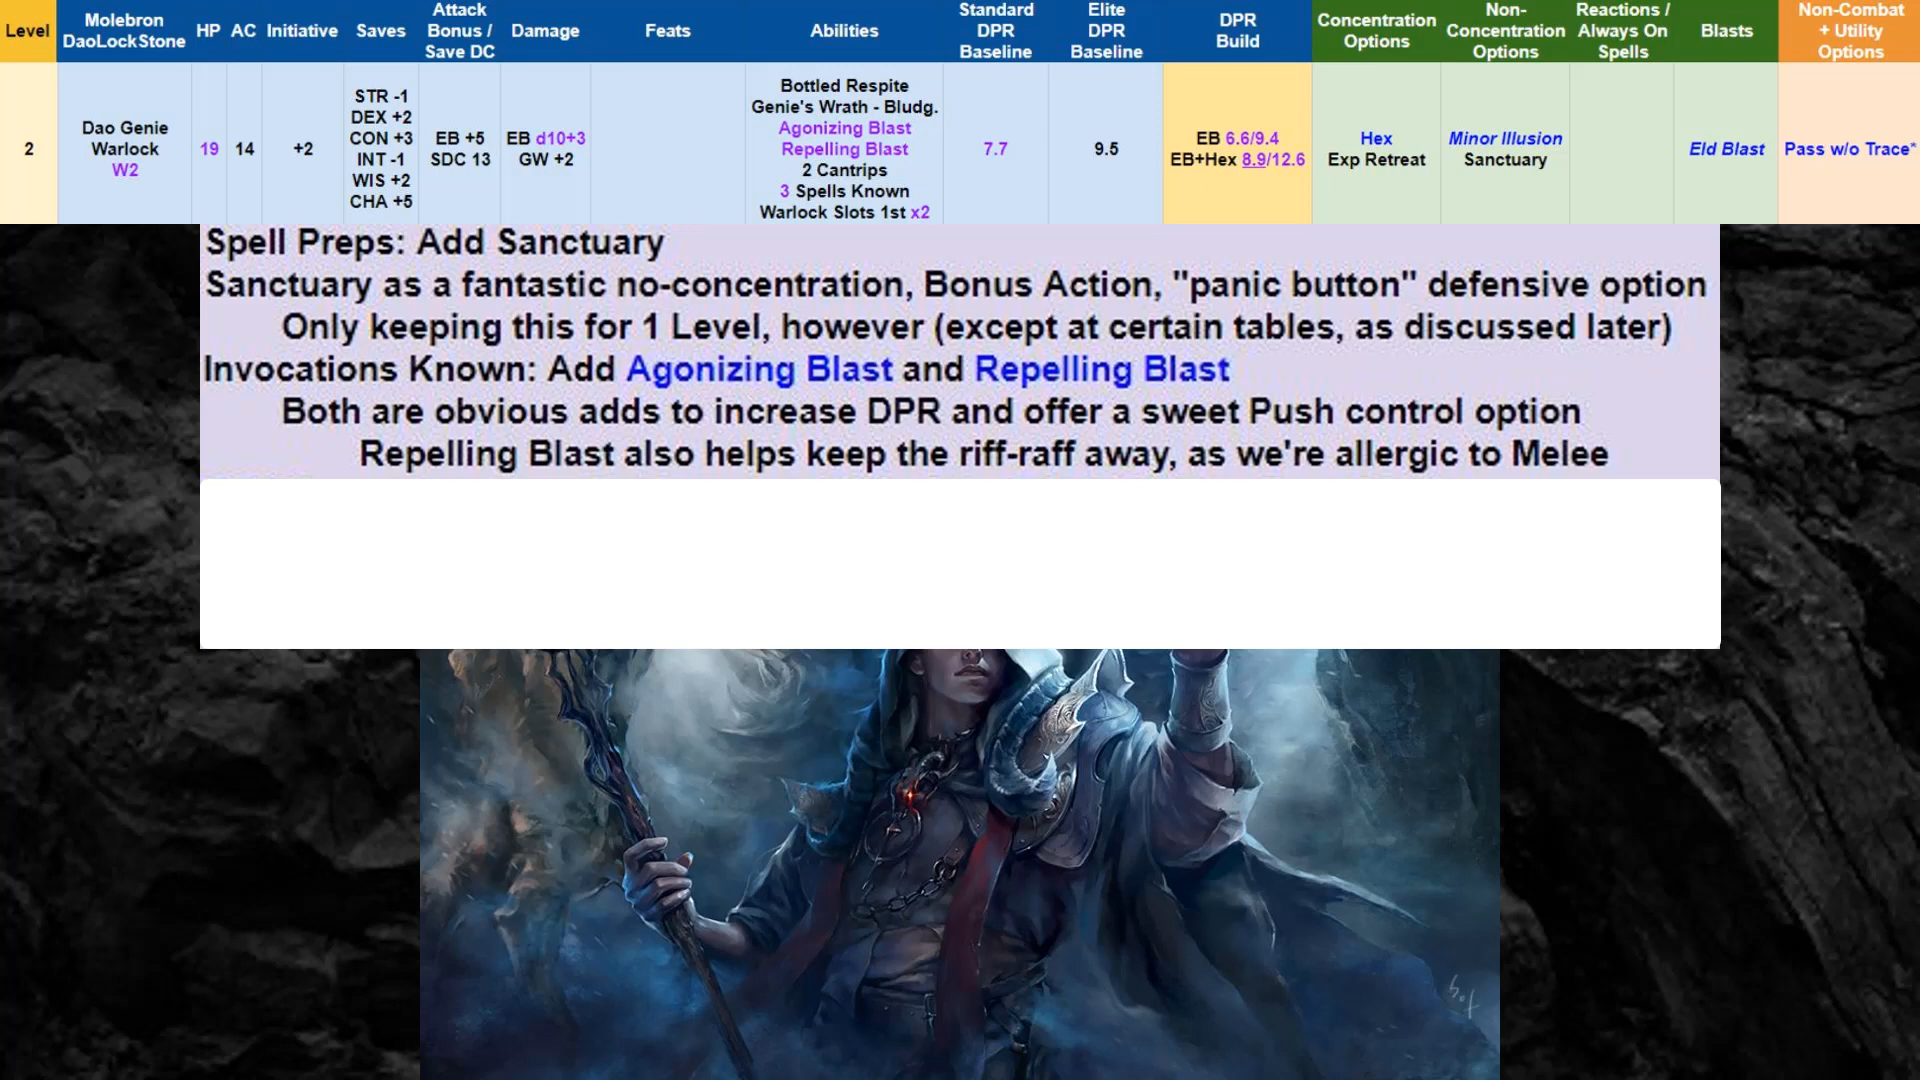 Level
Molebron
DaoLockStone
HP
AC
Initiative
Saves
Attack
Bonus /
Save DC
Damage
Feats
Abilities
Standard
DPR
Baseline
Elite
DPR
Baseline
DPR
Build
Concentration
Options
Non-
Concentration
Options
Reactions /
Always On
Spells
Blasts
Non-Combat
+ Utility
Options
2
Dao Genie
Warlock
W2
19
14
+2
STR -1
DEX +2
CON +3
INT -1
WIS +2
CHA +5
EB +5
SDC 13
EB d10+3
GW +2
Bottled Respite
Genie's Wrath - Bludg.
Agonizing Blast
Repelling Blast
2 Cantrips
3 Spells Known
Warlock Slots 1st x2
7.7
9.5
EB 6.6/9.4
EB+Hex 8.9/12.6
Hex
Exp Retreat
Minor Illusion
Sanctuary
Eld Blast
Pass w/o Trace*
Spell Preps: Add Sanctuary
Sanctuary as a fantastic no-concentration, Bonus Action, "panic button" defensive option
Only keeping this for 1 Level, however (except at certain tables, as discussed later)
Invocations Known: Add Agonizing Blast and Repelling Blast
Both are obvious adds to increase DPR and offer a sweet Push control option
Repelling Blast also helps keep the riff-raff away, as we're allergic to Melee